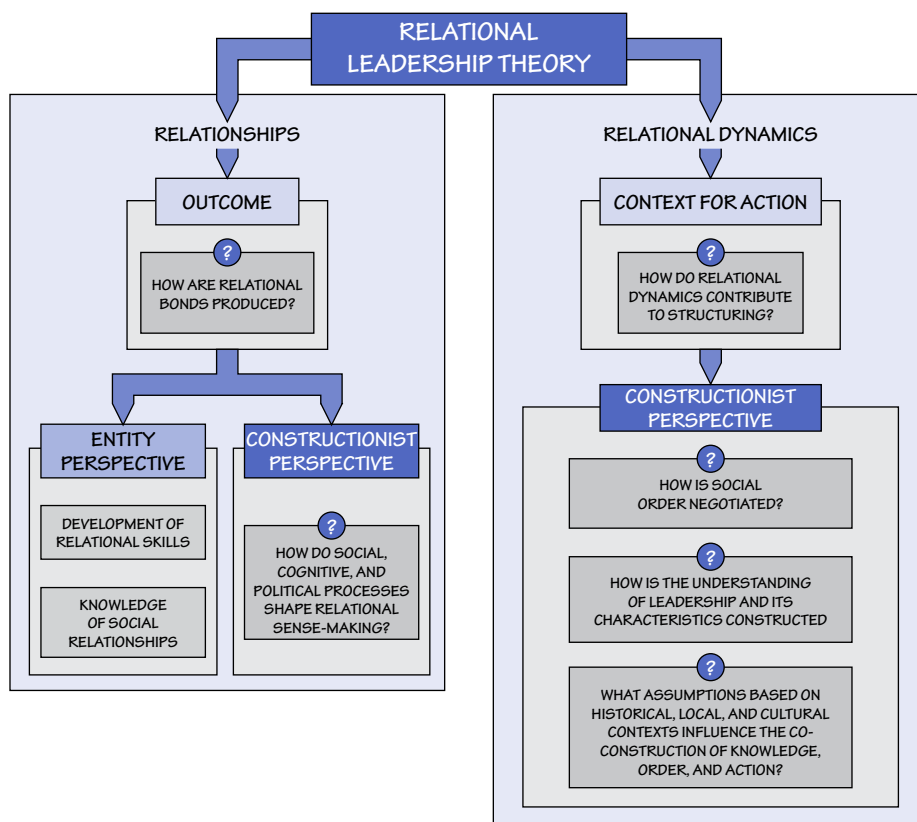 RELATIONAL
LEADERSHIP THEORY
RELATIONSHIPS
OUTCOME
?
HOW ARE RELATIONAL
BONDS PRODUCED?
ENTITY
PERSPECTIVE
DEVELOPMENT OF
RELATIONAL SKILLS
KNOWLEDGE
OF SOCIAL
RELATIONSHIPS
CONSTRUCTIONIST
PERSPECTIVE
?
HOW DO SOCIAL,
COGNITIVE, AND
POLITICAL PROCESSES
SHAPE RELATIONAL
SENSE-MAKING?
RELATIONAL DYNAMICS
CONTEXT FOR ACTION
?
HOW DO RELATIONAL
DYNAMICS CONTRIBUTE
TO STRUCTURING?
CONSTRUCTIONIST
PERSPECTIVE
?
HOW IS SOCIAL
ORDER NEGOTIATED?
?
HOW IS THE UNDERSTANDING
OF LEADERSHIP AND ITS
CHARACTERISTICS CONSTRUCTED
?
WHAT ASSUMPTIONS BASED ON
HISTORICAL, LOCAL, AND CULTURAL
CONTEXTS INFLUENCE THE CO-
CONSTRUCTION OF KNOWLEDGE,
ORDER, AND ACTION?